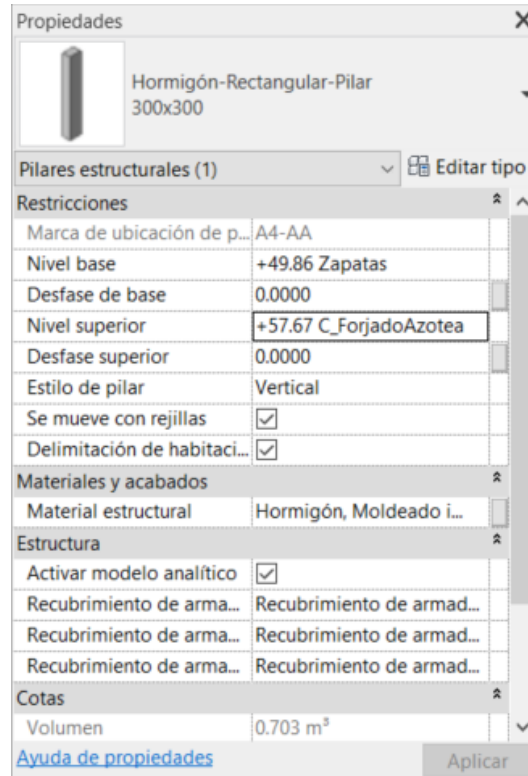 Propiedades
Hormigón-Rectangular-Pilar
300x300
Pilares estructurales (1) Editar tipo
Restricciones
Marca de ubicación de p... A4-AA
Nivel base +49.86 Zapatas
Desfase de base 0.0000
Nivel superior +57.67 C_ForjadoAzotea
Desfase superior 0.0000
Estilo de pilar Vertical
Se mueve con rejillas
Delimitación de habitaci...
Materiales y acabados
Material estructural Hormigón, Moldeado i...
Estructura
Activar modelo analítico
Recubrimiento de arma... Recubrimiento de armad...
Recubrimiento de arma... Recubrimiento de armad...
Recubrimiento de arma... Recubrimiento de armad...
Cotas
Volumen 0.703 m³
Ayuda de propiedades Aplicar